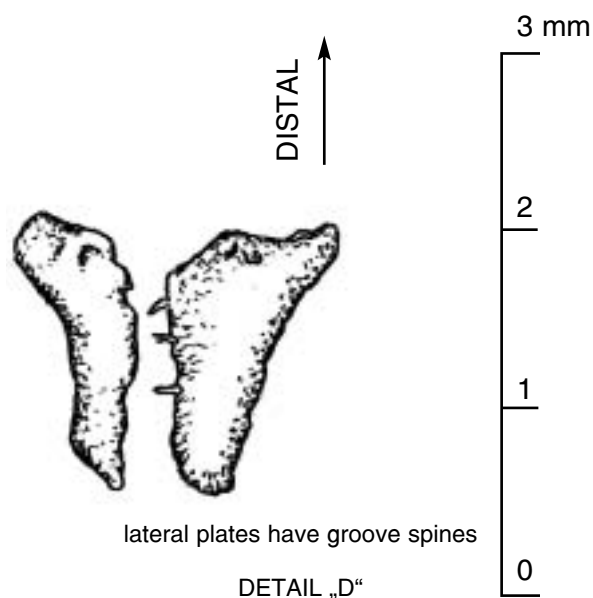 3 mm
DISTAL
2
1
lateral plates have groove spines
0
DETAIL „D“